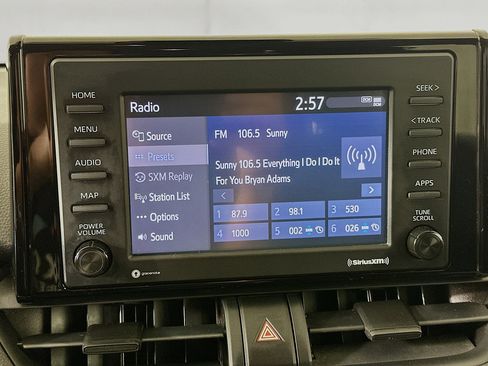 HOME
MENU
AUDIO
MAP
POWER
VOLUME
Radio
2:57
DCM
Source
Presets
SXM Replay
Station List
Options
Sound
FM 106.5 Sunny
Sunny 106.5 Everything I Do I Do It
For You Bryan Adams
< >
1 87.9 2 98.1 3 530
4 1000 5 002 6 026
SEEK >
< TRACK
PHONE
APPS
TUNE
SCROLL
gracenote
((SiriusXM))